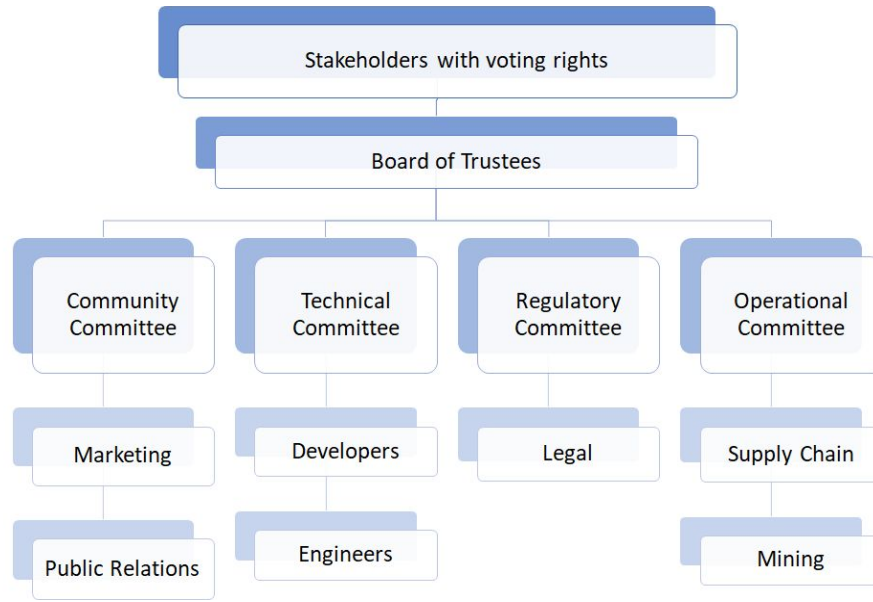 Stakeholders with voting rights
Board of Trustees
Community
Committee
Technical
Committee
Regulatory
Committee
Operational
Committee
Marketing
Developers
Legal
Supply Chain
Public Relations
Engineers
Mining